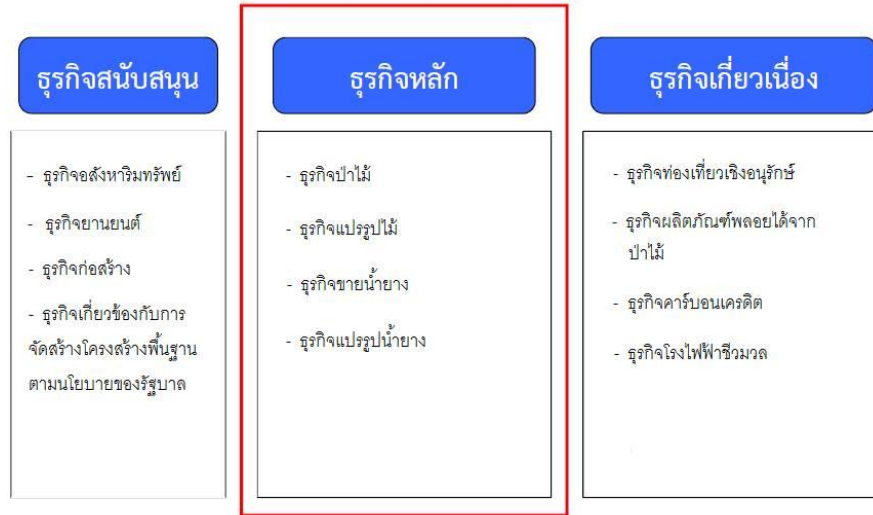 ธุรกิจสนับสนุน
- ธุรกิจอสังหาริมทรัพย์
- ธุรกิจยานยนต์
- ธุรกิจก่อสร้าง
- ธุรกิจเกี่ยวข้องกับการ
จัดสร้างโครงสร้างพื้นฐาน
ตามนโยบายของรัฐบาล
ธุรกิจหลัก
- ธุรกิจป่าไม้
- ธุรกิจแปรรูปไม้
- ธุรกิจขายน้ำยาง
- ธุรกิจแปรรูปน้ำยาง
ธุรกิจเกี่ยวเนื่อง
- ธุรกิจท่องเที่ยวเชิงอนุรักษ์
- ธุรกิจผลิตภัณฑ์พลอยได้จาก
ป่าไม้
- ธุรกิจคาร์บอนเครดิต
- ธุรกิจโรงไฟฟ้าชีวมวล